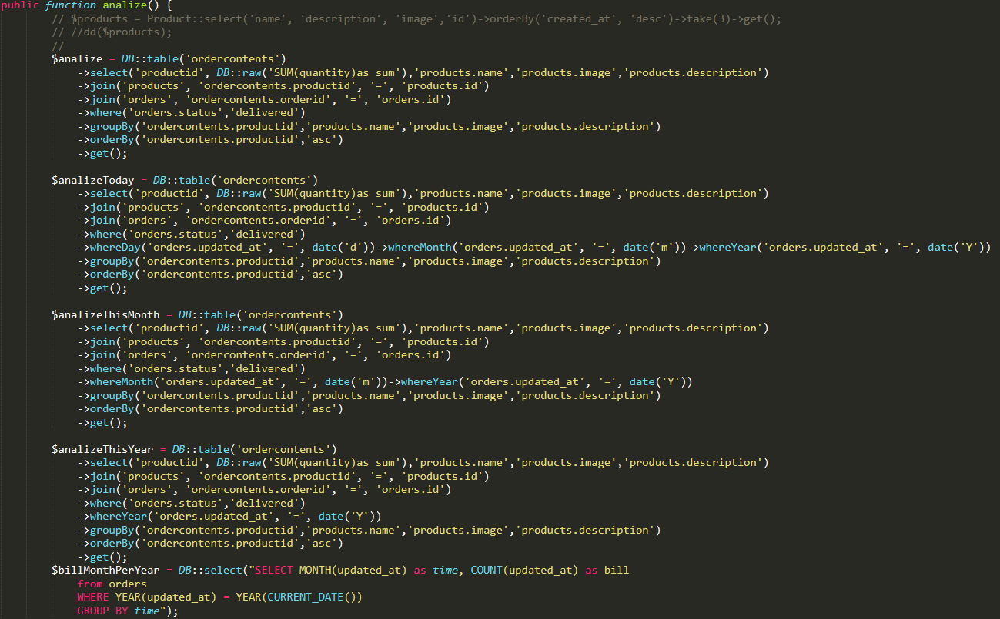 public function analize() {
// $products = Product::select('name', 'description', 'image','id')->orderBy('created_at', 'desc')->take(3)->get();
// //dd($products);
//
$analize = DB::table('ordercontents')
->select('productid', DB::raw('SUM(quantity)as sum'),'products.name','products.image','products.description')
->join('products', 'ordercontents.productid', '=', 'products.id')
->join('orders', 'ordercontents.orderid', '=', 'orders.id')
->where('orders.status','delivered')
->groupBy('ordercontents.productid','products.name','products.image','products.description')
->orderBy('ordercontents.productid','asc')
->get();
$analizeToday = DB::table('ordercontents')
->select('productid', DB::raw('SUM(quantity)as sum'),'products.name','products.image','products.description')
->join('products', 'ordercontents.productid', '=', 'products.id')
->join('orders', 'ordercontents.orderid', '=', 'orders.id')
->where('orders.status','delivered')
->whereDay('orders.updated_at', '=', date('d'))->whereMonth('orders.updated_at', '=', date('m'))->whereYear('orders.updated_at', '=', date('Y'))
->groupBy('ordercontents.productid','products.name','products.image','products.description')
->orderBy('ordercontents.productid','asc')
->get();
$analizeThisMonth = DB::table('ordercontents')
->select('productid', DB::raw('SUM(quantity)as sum'),'products.name','products.image','products.description')
->join('products', 'ordercontents.productid', '=', 'products.id')
->join('orders', 'ordercontents.orderid', '=', 'orders.id')
->where('orders.status','delivered')
->whereMonth('orders.updated_at', '=', date('m'))->whereYear('orders.updated_at', '=', date('Y'))
->groupBy('ordercontents.productid','products.name','products.image','products.description')
->orderBy('ordercontents.productid','asc')
->get();
$analizeThisYear = DB::table('ordercontents')
->select('productid', DB::raw('SUM(quantity)as sum'),'products.name','products.image','products.description')
->join('products', 'ordercontents.productid', '=', 'products.id')
->join('orders', 'ordercontents.orderid', '=', 'orders.id')
->where('orders.status','delivered')
->whereYear('orders.updated_at', '=', date('Y'))
->groupBy('ordercontents.productid','products.name','products.image','products.description')
->orderBy('ordercontents.productid','asc')
->get();
$billMonthPerYear = DB::select("SELECT MONTH(updated_at) as time, COUNT(updated_at) as bill
from orders
WHERE YEAR(updated_at) = YEAR(CURRENT_DATE())
GROUP BY time");